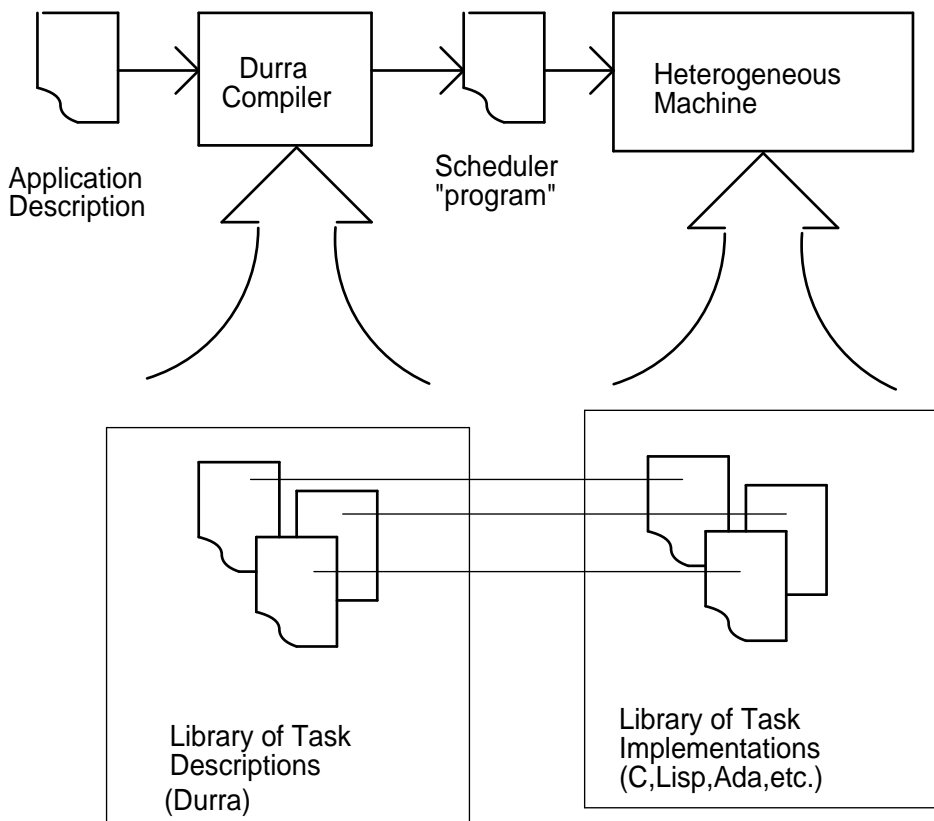 Durra
Compiler
Heterogeneous
Machine
Application
Description
Scheduler
"program"
Library of Task
Descriptions
(Durra)
Library of Task
Implementations
(C,Lisp,Ada,etc.)